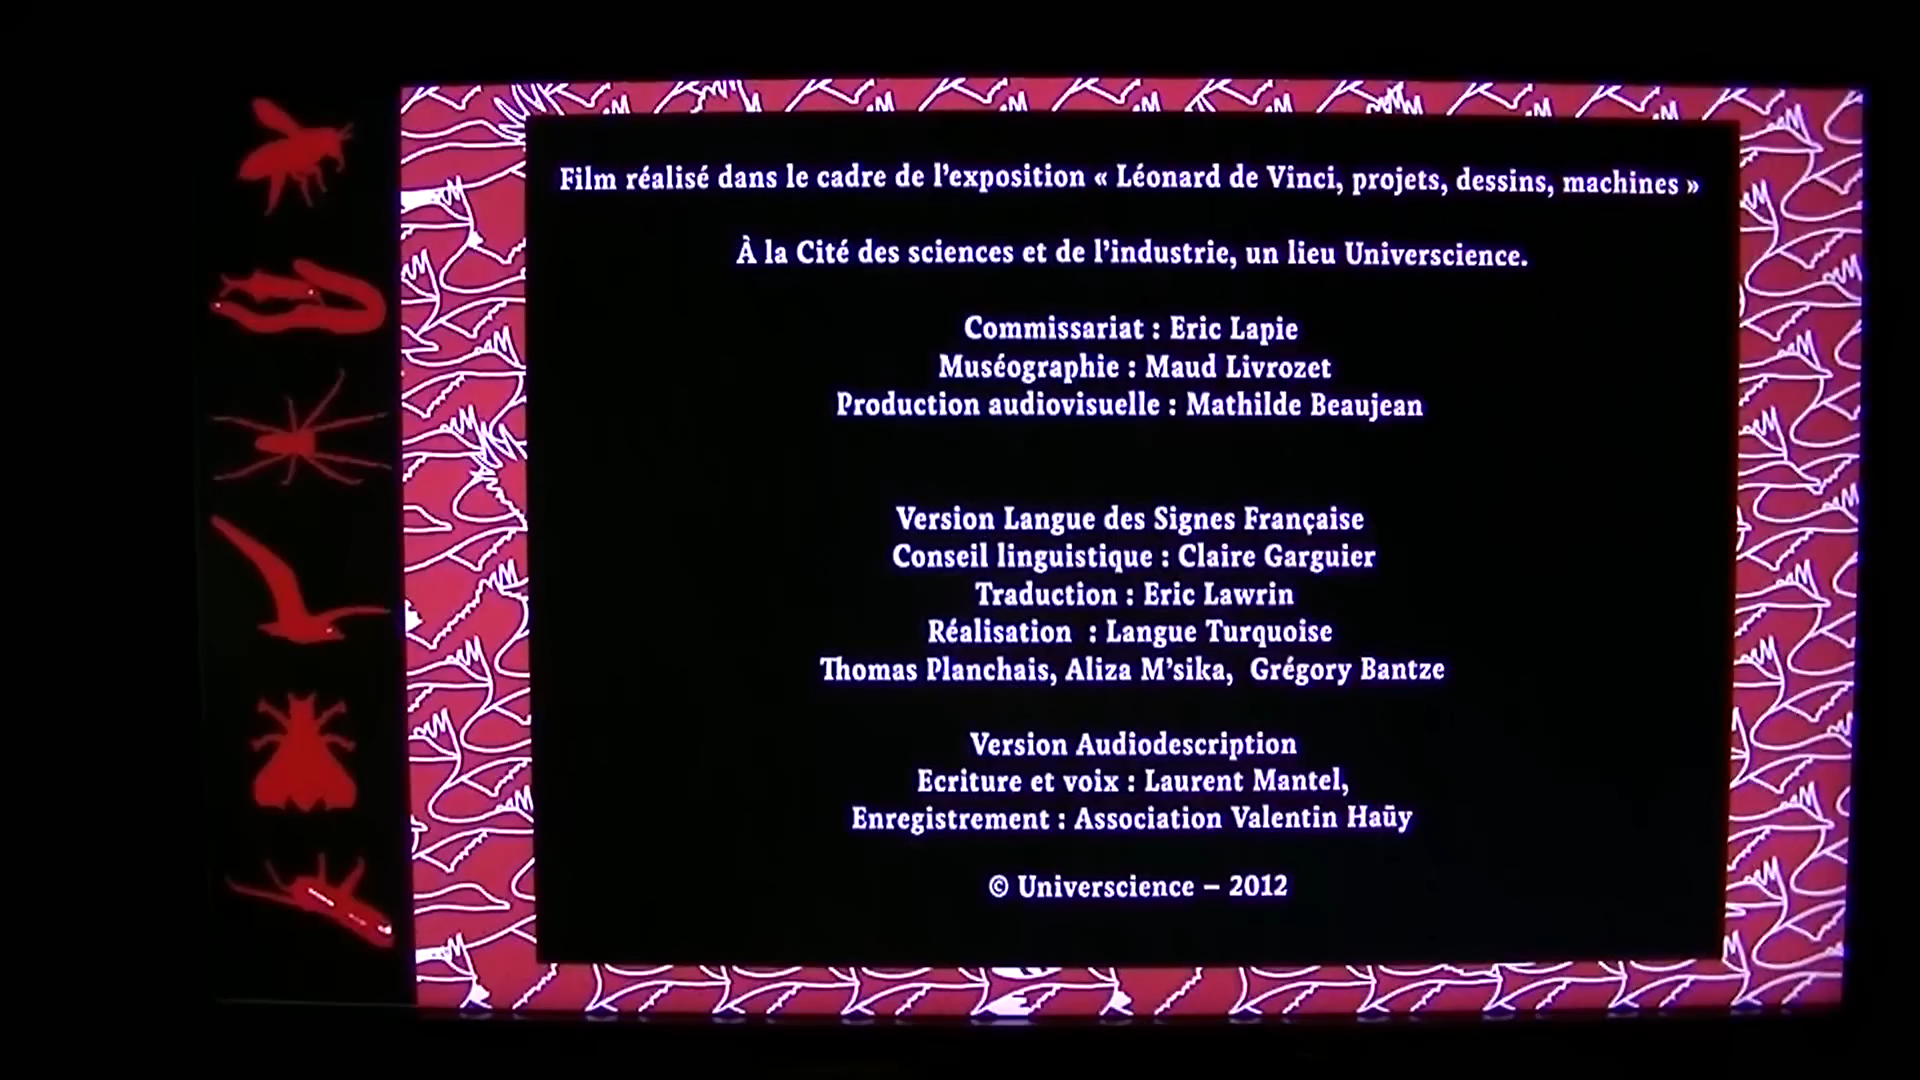 Film réalisé dans le cadre de l'exposition « Léonard de Vinci, projets, dessins, machines »
À la Cité des sciences et de l'industrie, un lieu Universcience.
Commissariat : Eric Lapie
Muséographie : Maud Livrozet
Production audiovisuelle : Mathilde Beaujean
Version Langue des Signes Française
Conseil linguistique : Claire Garguier
Traduction : Eric Lawrin
Réalisation  : Langue Turquoise
Thomas Planchais, Aliza M'sika,  Grégory Bantze
Version Audiodescription
Ecriture et voix : Laurent Mantel,
Enregistrement : Association Valentin Haüy
© Universcience – 2012